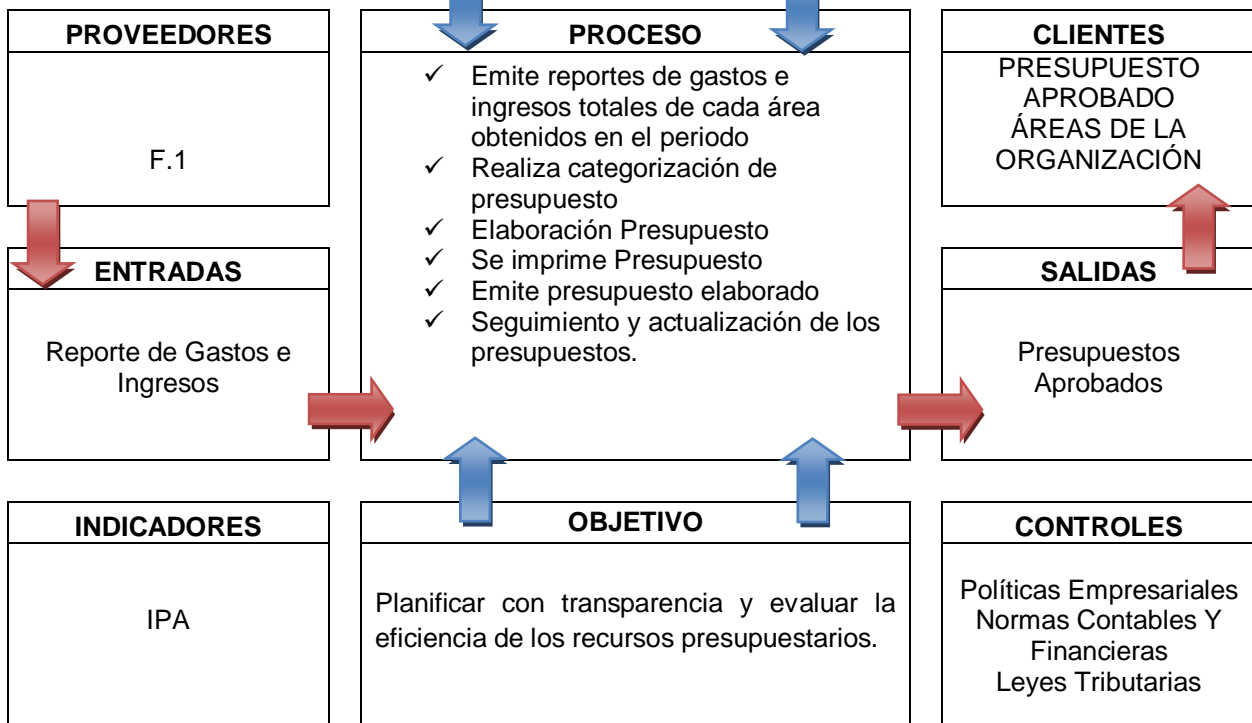 PROVEEDORES
F.1
ENTRADAS
Reporte de Gastos e
Ingresos
INDICADORES
IPA
PROCESO
✓ Emite reportes de gastos e
ingresos totales de cada área
obtenidos en el periodo
✓ Realiza categorización de
presupuesto
✓ Elaboración Presupuesto
✓ Se imprime Presupuesto
✓ Emite presupuesto elaborado
✓ Seguimiento y actualización de los
presupuestos.
OBJETIVO
Planificar con transparencia y evaluar la
eficiencia de los recursos presupuestarios.
CLIENTES
PRESUPUESTO
APROBADO
ÁREAS DE LA
ORGANIZACIÓN
SALIDAS
Presupuestos
Aprobados
CONTROLES
Políticas Empresariales
Normas Contables Y
Financieras
Leyes Tributarias